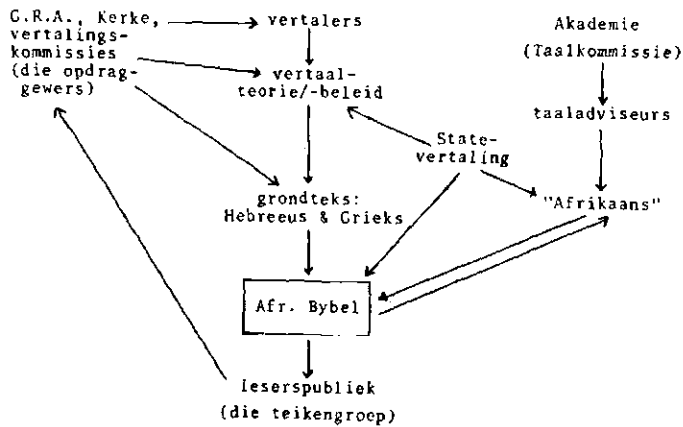 G.R.A., Kerke,
vertalings-
kommissies
(die opdrag-
gewers)
vertalers
vertaal-
teorie/-beleid
grondteks:
Hebreeus & Grieks
Afr. Bybel
leserspubliek
(die teikengroep)
State-
vertaling
Akademie
(Taalkommissie)
taaladviseurs
"Afrikaans"